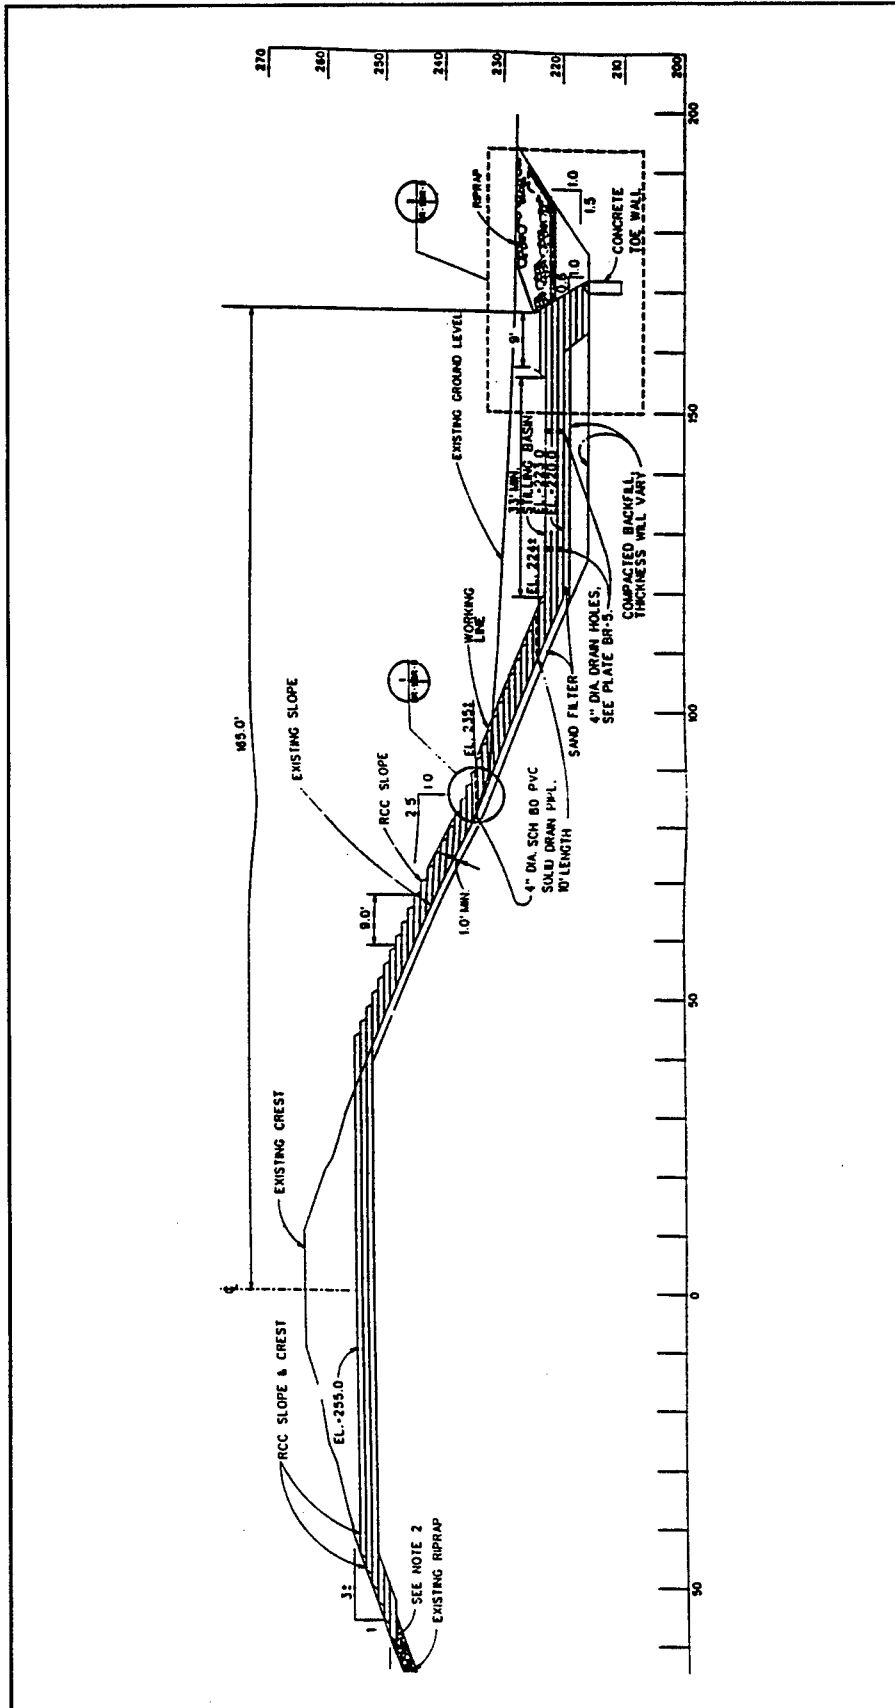 270
260
250
240
230
220
210
200
200
150
100
50
0
50
RIPRAP
1.0
1.5
CONCRETE
TOE WALL
0.6
1.0
9'
EXISTING GROUND LEVEL
33' MIN.
STILLING BASIN
EL.=223.0
EL.=220.0
EL. 224±
COMPACTED BACKFILL,
THICKNESS WILL VARY
WORKING
LINE
4" DIA. DRAIN HOLES,
SEE PLATE BR-5.
SAND FILTER
1
EL. 235±
165.0'
EXISTING SLOPE
RCC SLOPE
2.5
1.0
4" DIA. SCH 80 PVC
SOLID DRAIN PIPE.
10' LENGTH
9.0'
1.0' MIN.
EXISTING CREST
℄
RCC SLOPE & CREST
EL.=255.0
3±
1
SEE NOTE 2
EXISTING RIPRAP